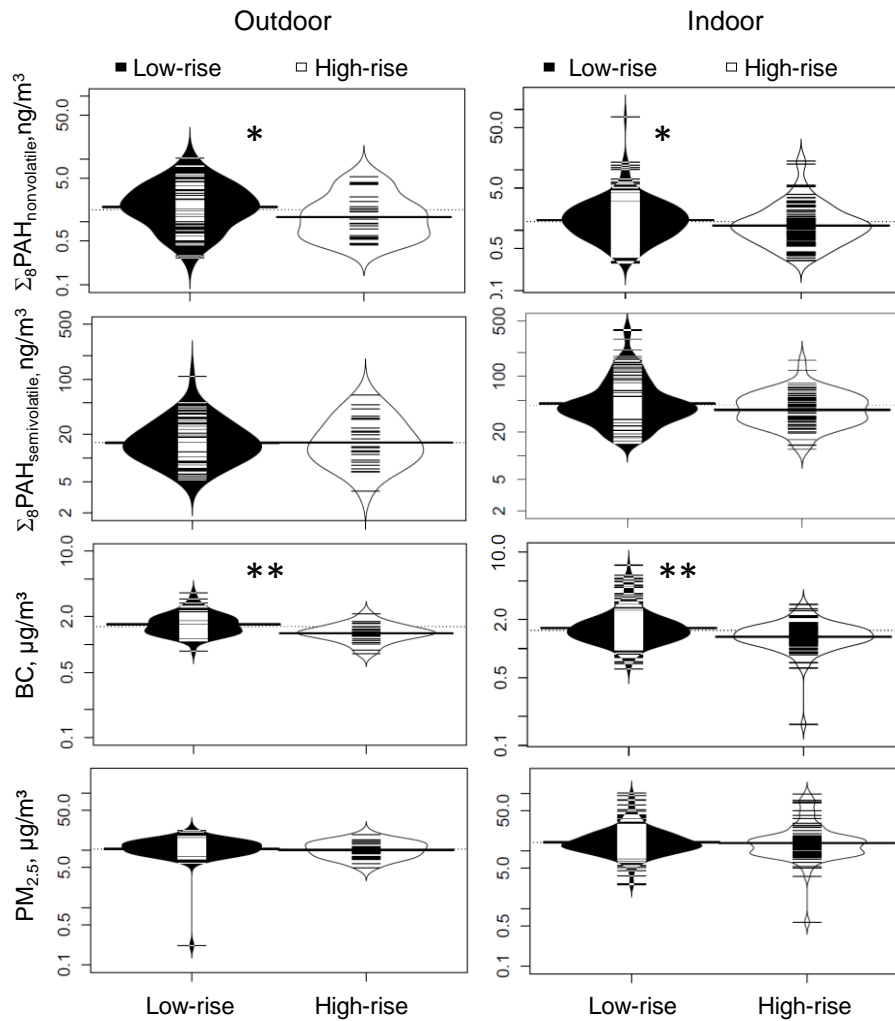 Outdoor
Indoor
Low-rise
High-rise
Low-rise
High-rise
Σ8PAHnonvolatile,ng/m³
50.0
5.0
0.5
0.1
*
50.0
5.0
0.5
0.1
*
Σ8PAHsemivolatile, ng/m³
500
100
20
5
2
500
100
20
5
2
BC, µg/m³
10.0
2.0
0.5
0.1
**
10.0
2.0
0.5
0.1
**
PM2.5, µg/m³
50.0
5.0
0.5
0.1
50.0
5.0
0.5
0.1
Low-rise
High-rise
Low-rise
High-rise